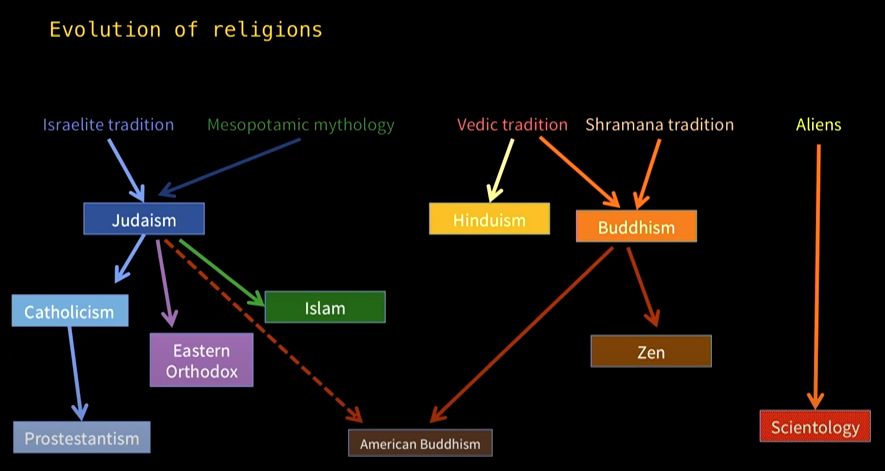 Evolution of religions
Israelite tradition
Mesopotamic mythology
Vedic tradition
Shramana tradition
Aliens
Judaism
Hinduism
Buddhism
Catholicism
Islam
Eastern
Orthodox
Zen
Prostestantism
American Buddhism
Scientology